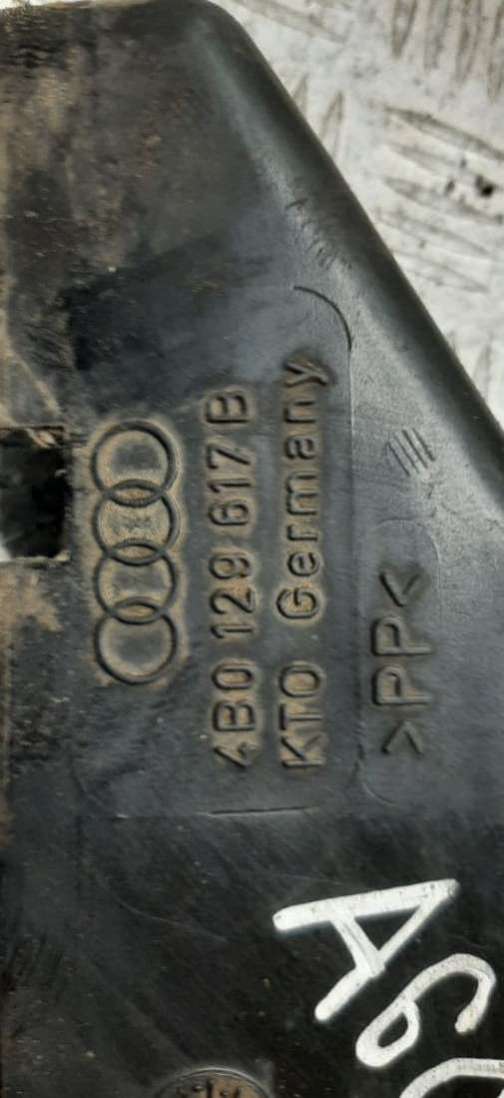 4B0 129 617 B
KTO Germany
>PP<
A6